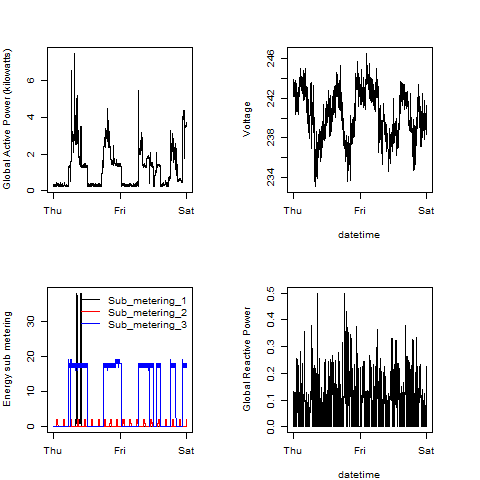 Global Active Power (kilowatts)
6
4
2
0
Thu
Fri
Sat
Voltage
246
242
238
234
Thu
Fri
Sat
datetime
Energy sub metering
30
20
10
0
Sub_metering_1
Sub_metering_2
Sub_metering_3
Thu
Fri
Sat
Global Reactive Power
0.5
0.4
0.3
0.2
0.1
0.0
Thu
Fri
Sat
datetime